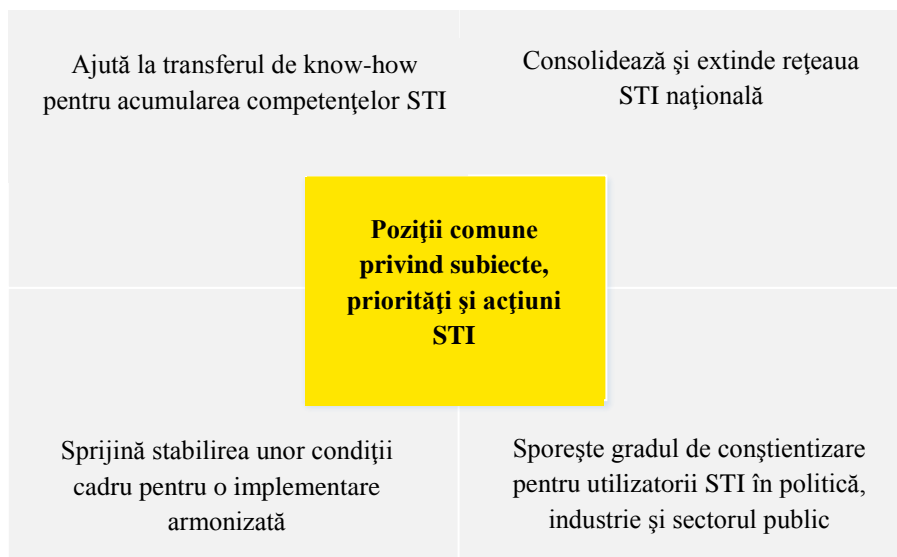 Ajută la transferul de know-how
pentru acumularea competenţelor STI
Consolidează şi extinde reţeaua
STI naţională
Poziţii comune
privind subiecte,
priorităţi şi acţiuni
STI
Sprijină stabilirea unor condiţii
cadru pentru o implementare
armonizată
Sporeşte gradul de conştientizare
pentru utilizatorii STI în politică,
industrie şi sectorul public